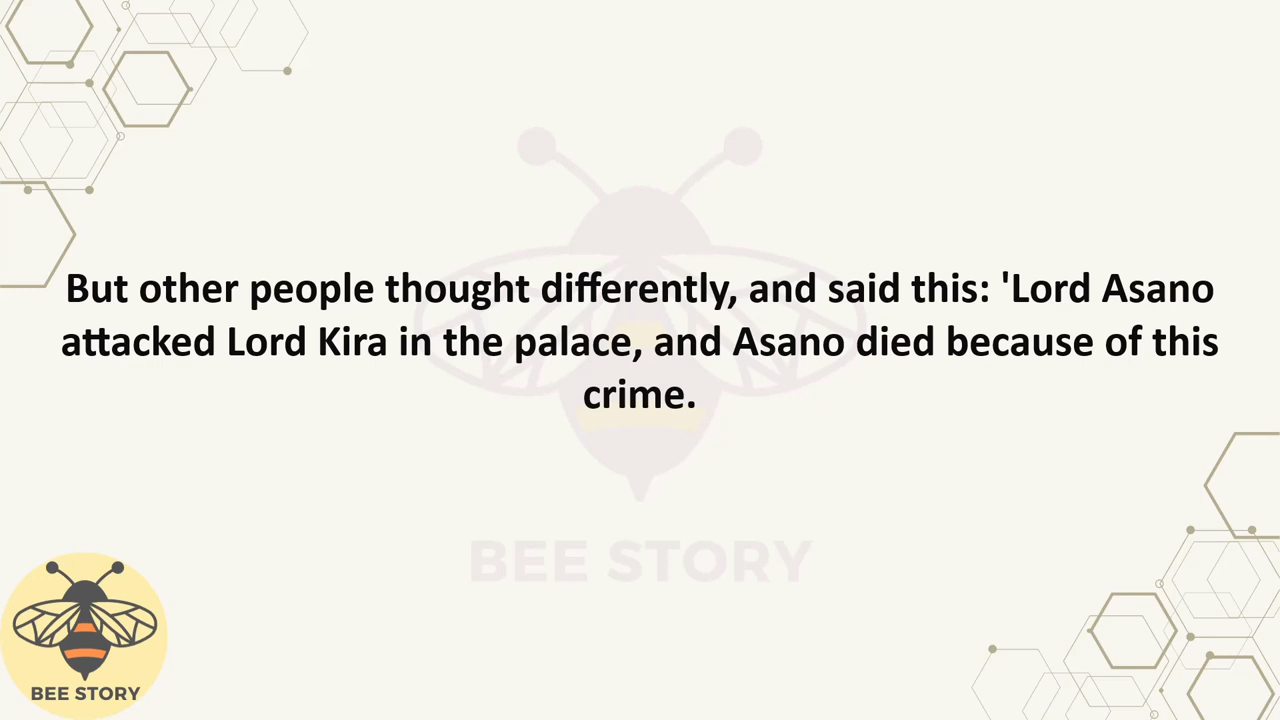 But other people thought differently, and said this: 'Lord Asano
attacked Lord Kira in the palace, and Asano died because of this
crime.
BEE STORY
BEE STORY